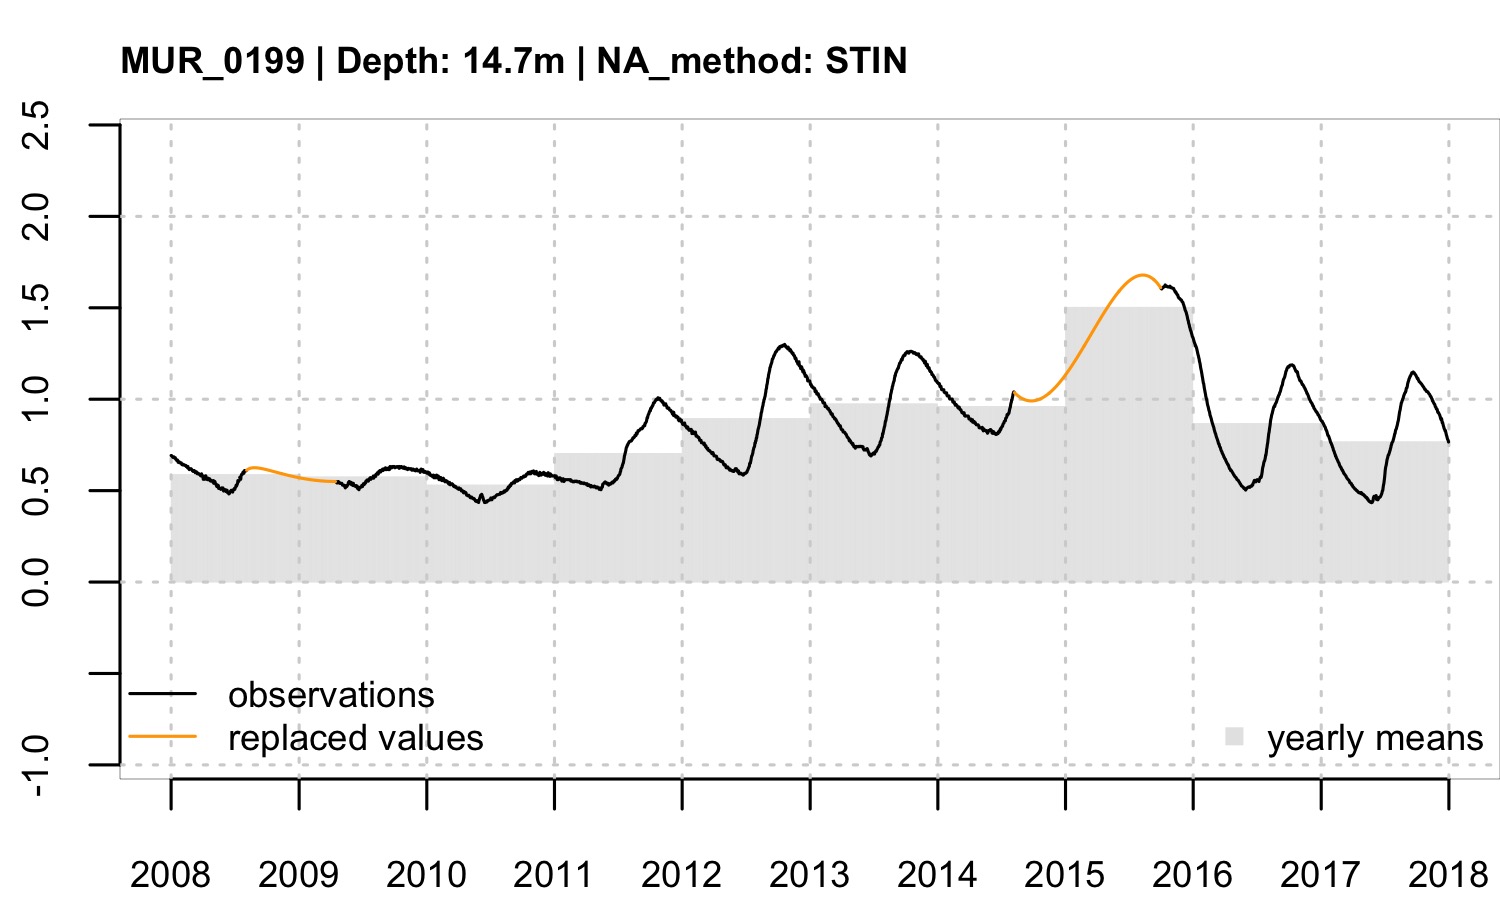 MUR_0199 | Depth: 14.7m | NA_method: STIN
2.5
2.0
1.5
1.0
0.5
0.0
-1.0
observations
replaced values
yearly means
2008 2009 2010 2011 2012 2013 2014 2015 2016 2017 2018